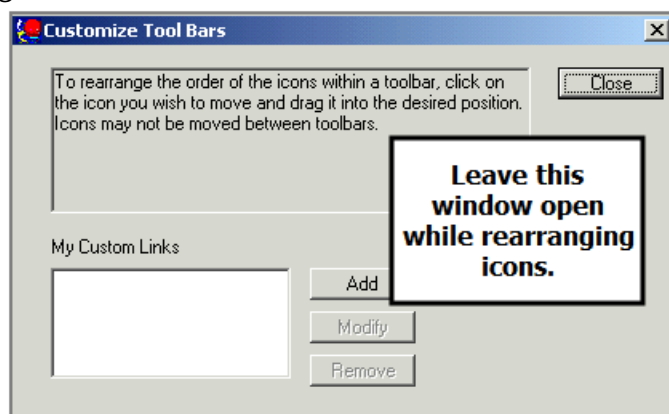 Customize Tool Bars
To rearrange the order of the icons within a toolbar, click on
the icon you wish to move and drag it into the desired position.
Icons may not be moved between toolbars.
Close
Leave this
window open
while rearranging
icons.
My Custom Links
Add
Modify
Remove